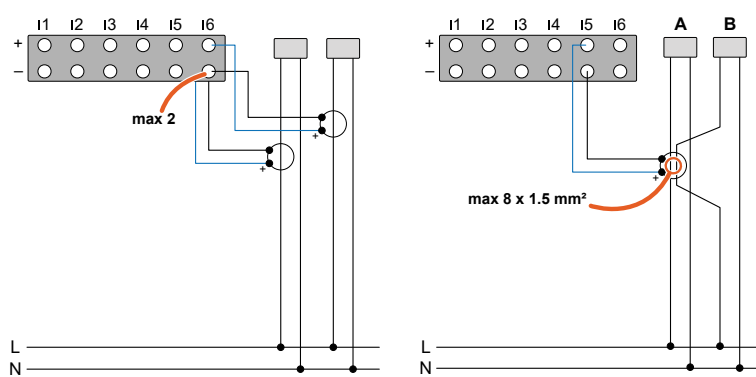 I1 I2 I3 I4 I5 I6
+
–
max 2
+
+
L
N
I1 I2 I3 I4 I5 I6 A B
+
–
+
max 8 x 1.5 mm²
L
N